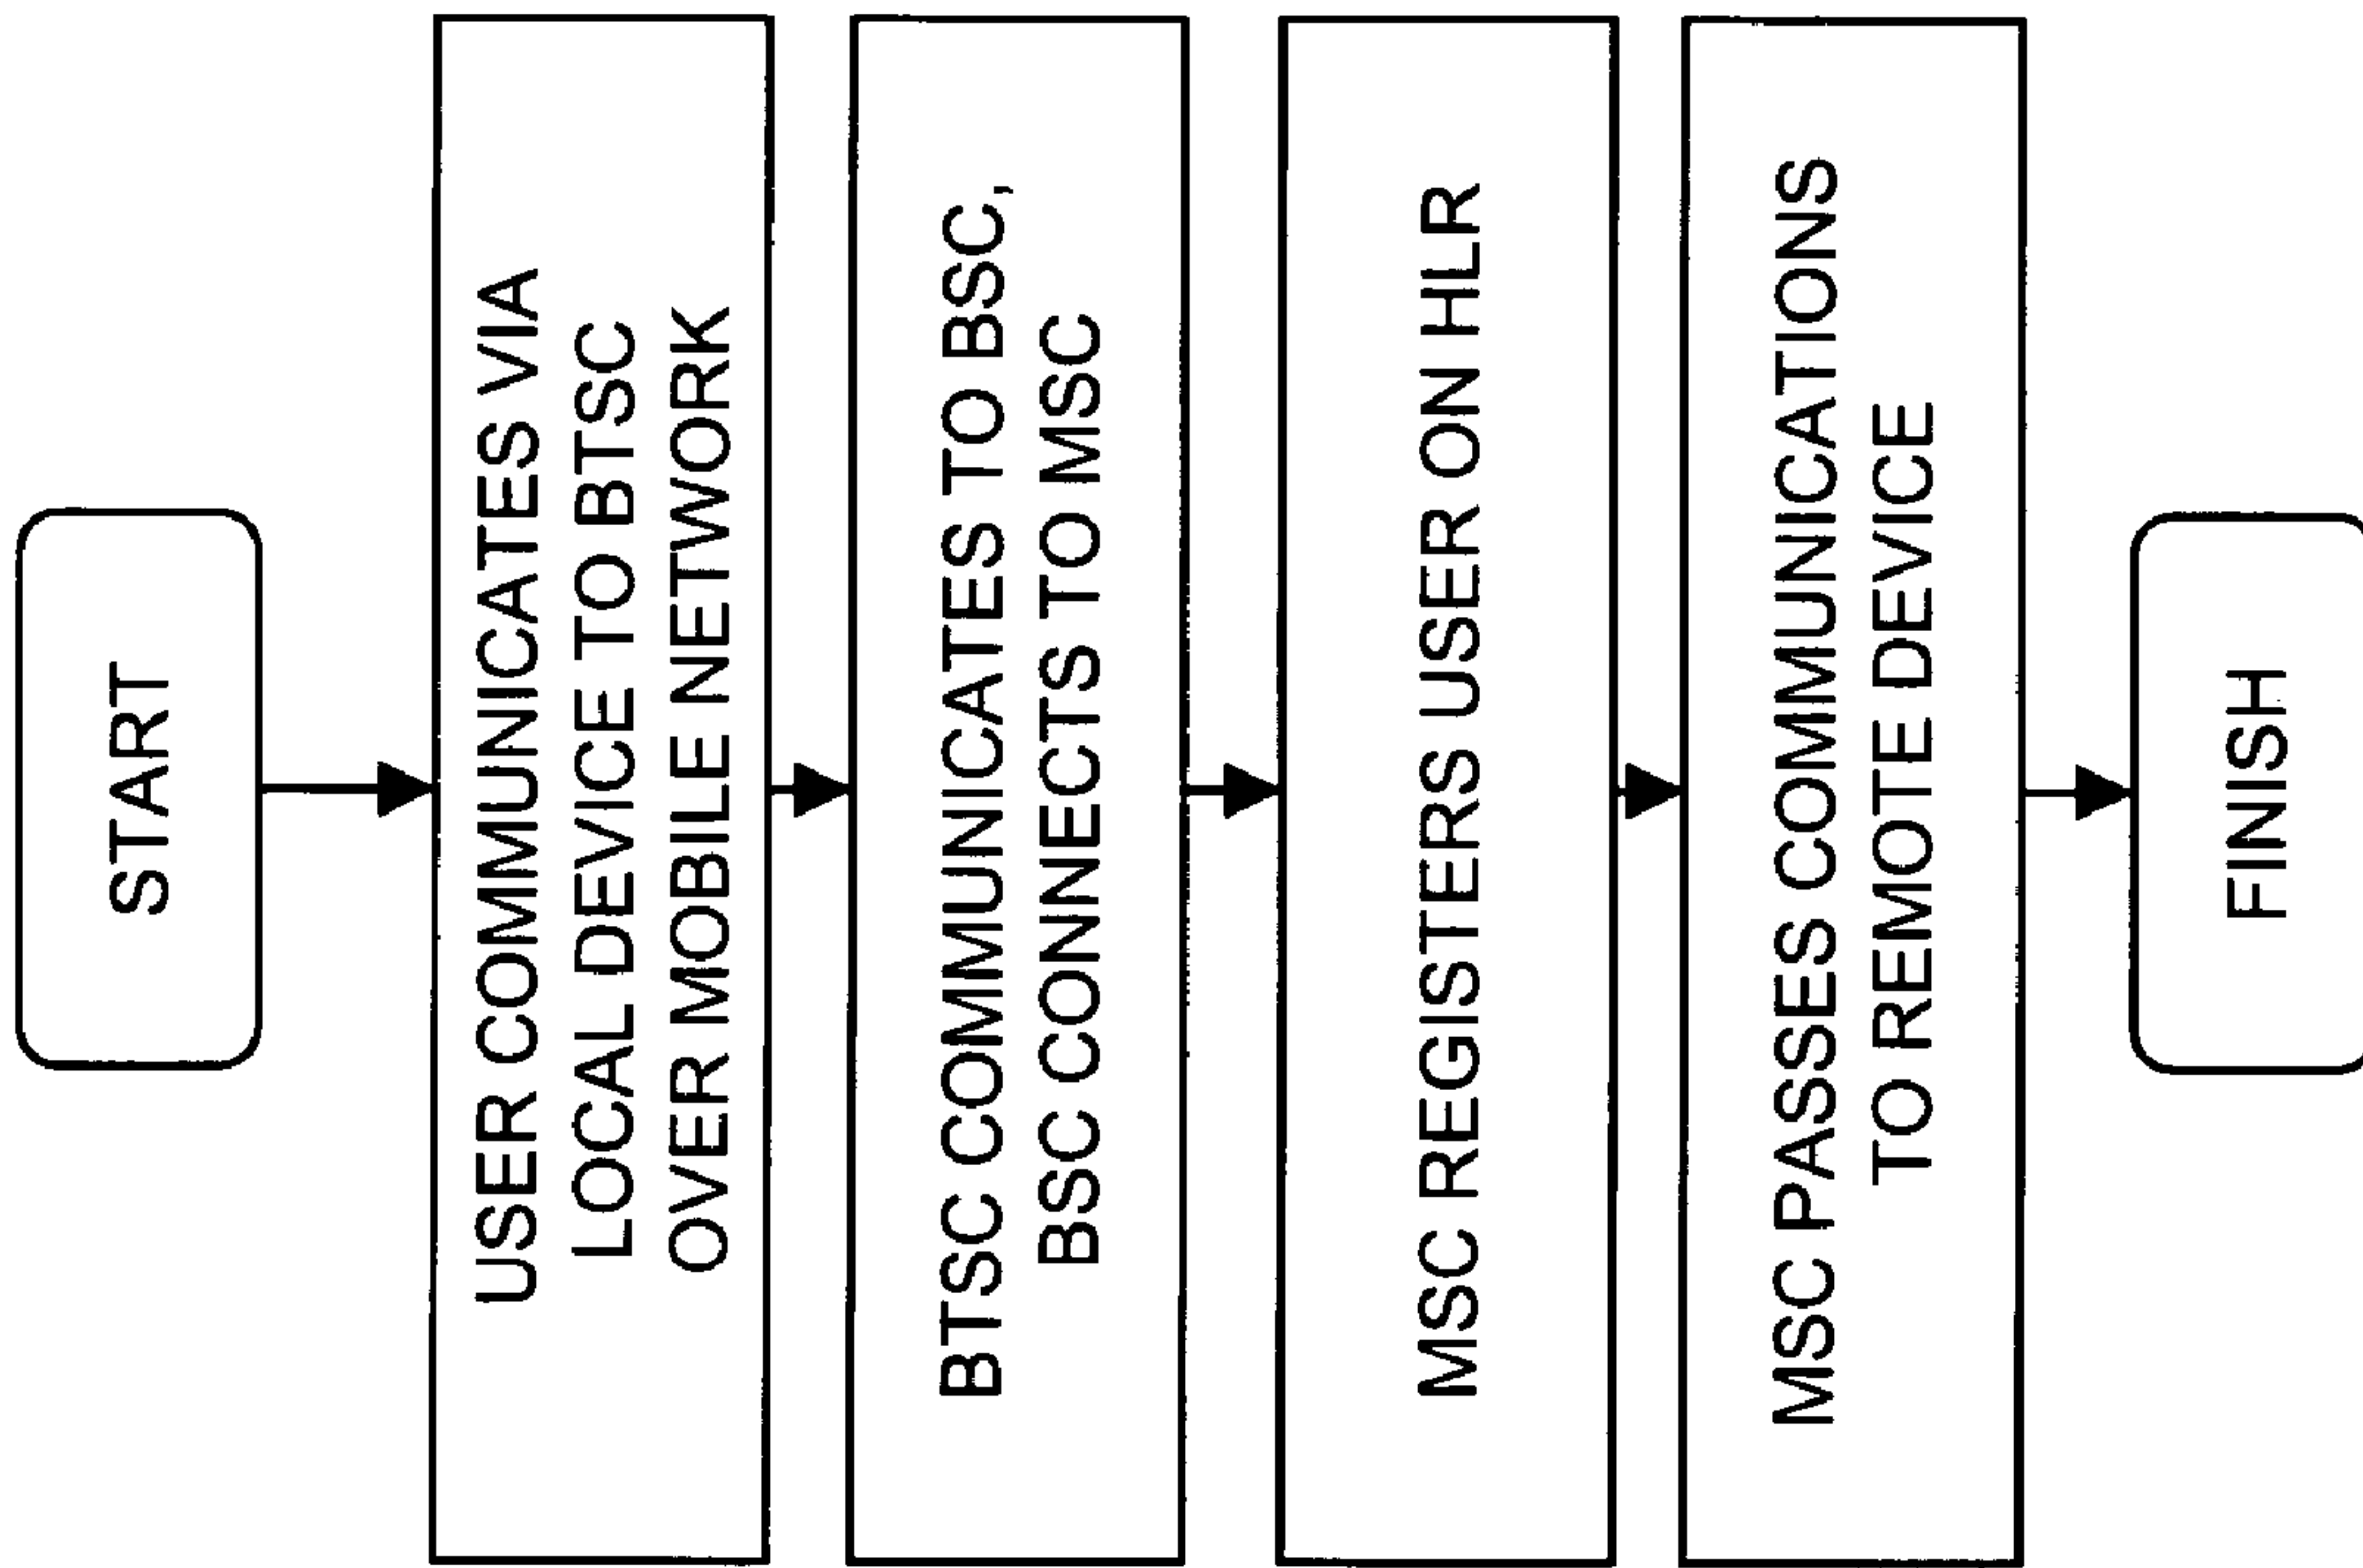 START
USER COMMUNICATES VIA
LOCAL DEVICE TO BTSC
OVER MOBILE NETWORK
BTSC COMMUNICATES TO BSC,
BSC CONNECTS TO MSC
MSC REGISTERS USER ON HLR
MSC PASSES COMMUNICATIONS
TO REMOTE DEVICE
FINISH